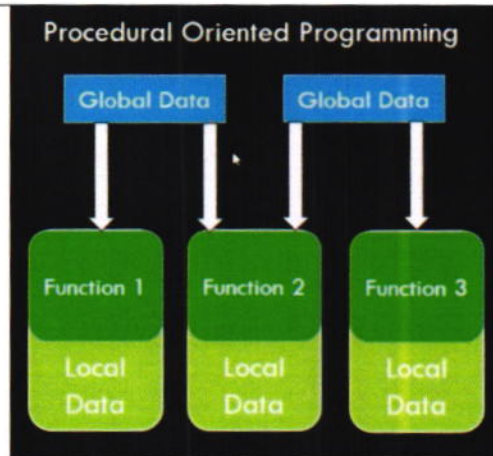 Procedural Oriented Programming
Global Data
Global Data
Function 1
Function 2
Function 3
Local
Data
Local
Data
Local
Data